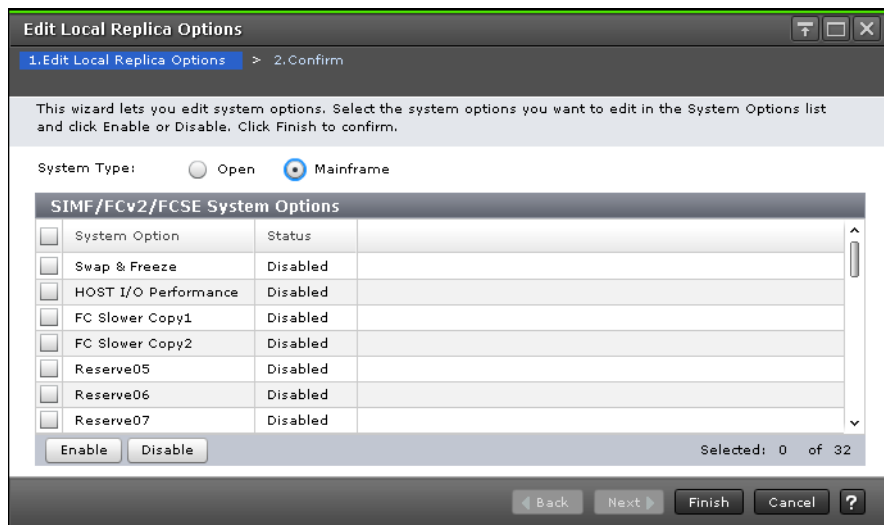 Edit Local Replica Options
1.Edit Local Replica Options > 2.Confirm
This wizard lets you edit system options. Select the system options you want to edit in the System Options list
and click Enable or Disable. Click Finish to confirm.
System Type: Open Mainframe
SIMF/FCv2/FCSE System Options
System Option Status
Swap & Freeze Disabled
HOST I/O Performance Disabled
FC Slower Copy1 Disabled
FC Slower Copy2 Disabled
Reserve05 Disabled
Reserve06 Disabled
Reserve07 Disabled
Enable Disable Selected: 0 of 32
Back Next Finish Cancel ?